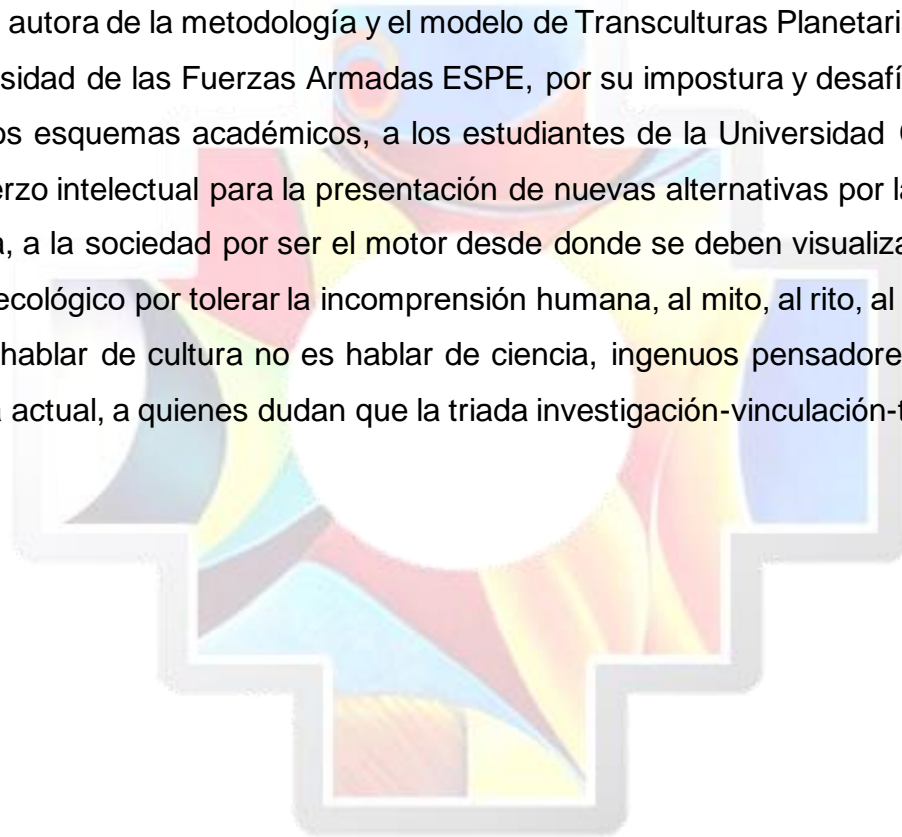 autora de la metodología y el modelo de Transculturas Planetari
sidad de las Fuerzas Armadas ESPE, por su impostura y desafí
os esquemas académicos, a los estudiantes de la Universidad
erzo intelectual para la presentación de nuevas alternativas por l
a, a la sociedad por ser el motor desde donde se deben visualiza
ecológico por tolerar la incomprensión humana, al mito, al rito, al
hablar de cultura no es hablar de ciencia, ingenuos pensadore
a actual, a quienes dudan que la triada investigación-vinculación-t